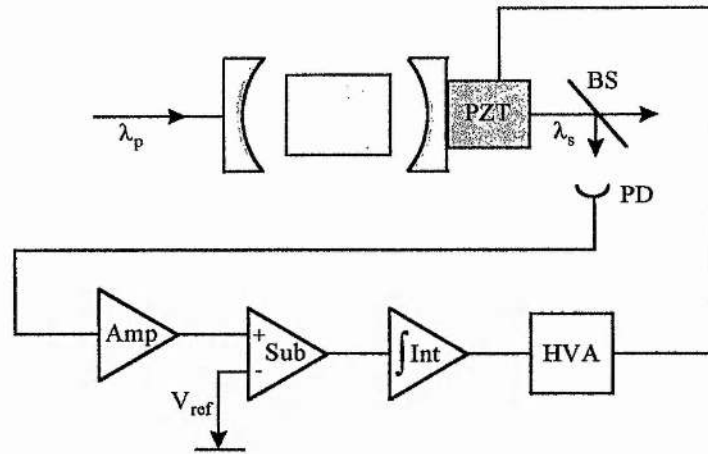 BS
PZT
λp
λs
PD
Amp
+
Sub
-
∫Int
HVA
Vref